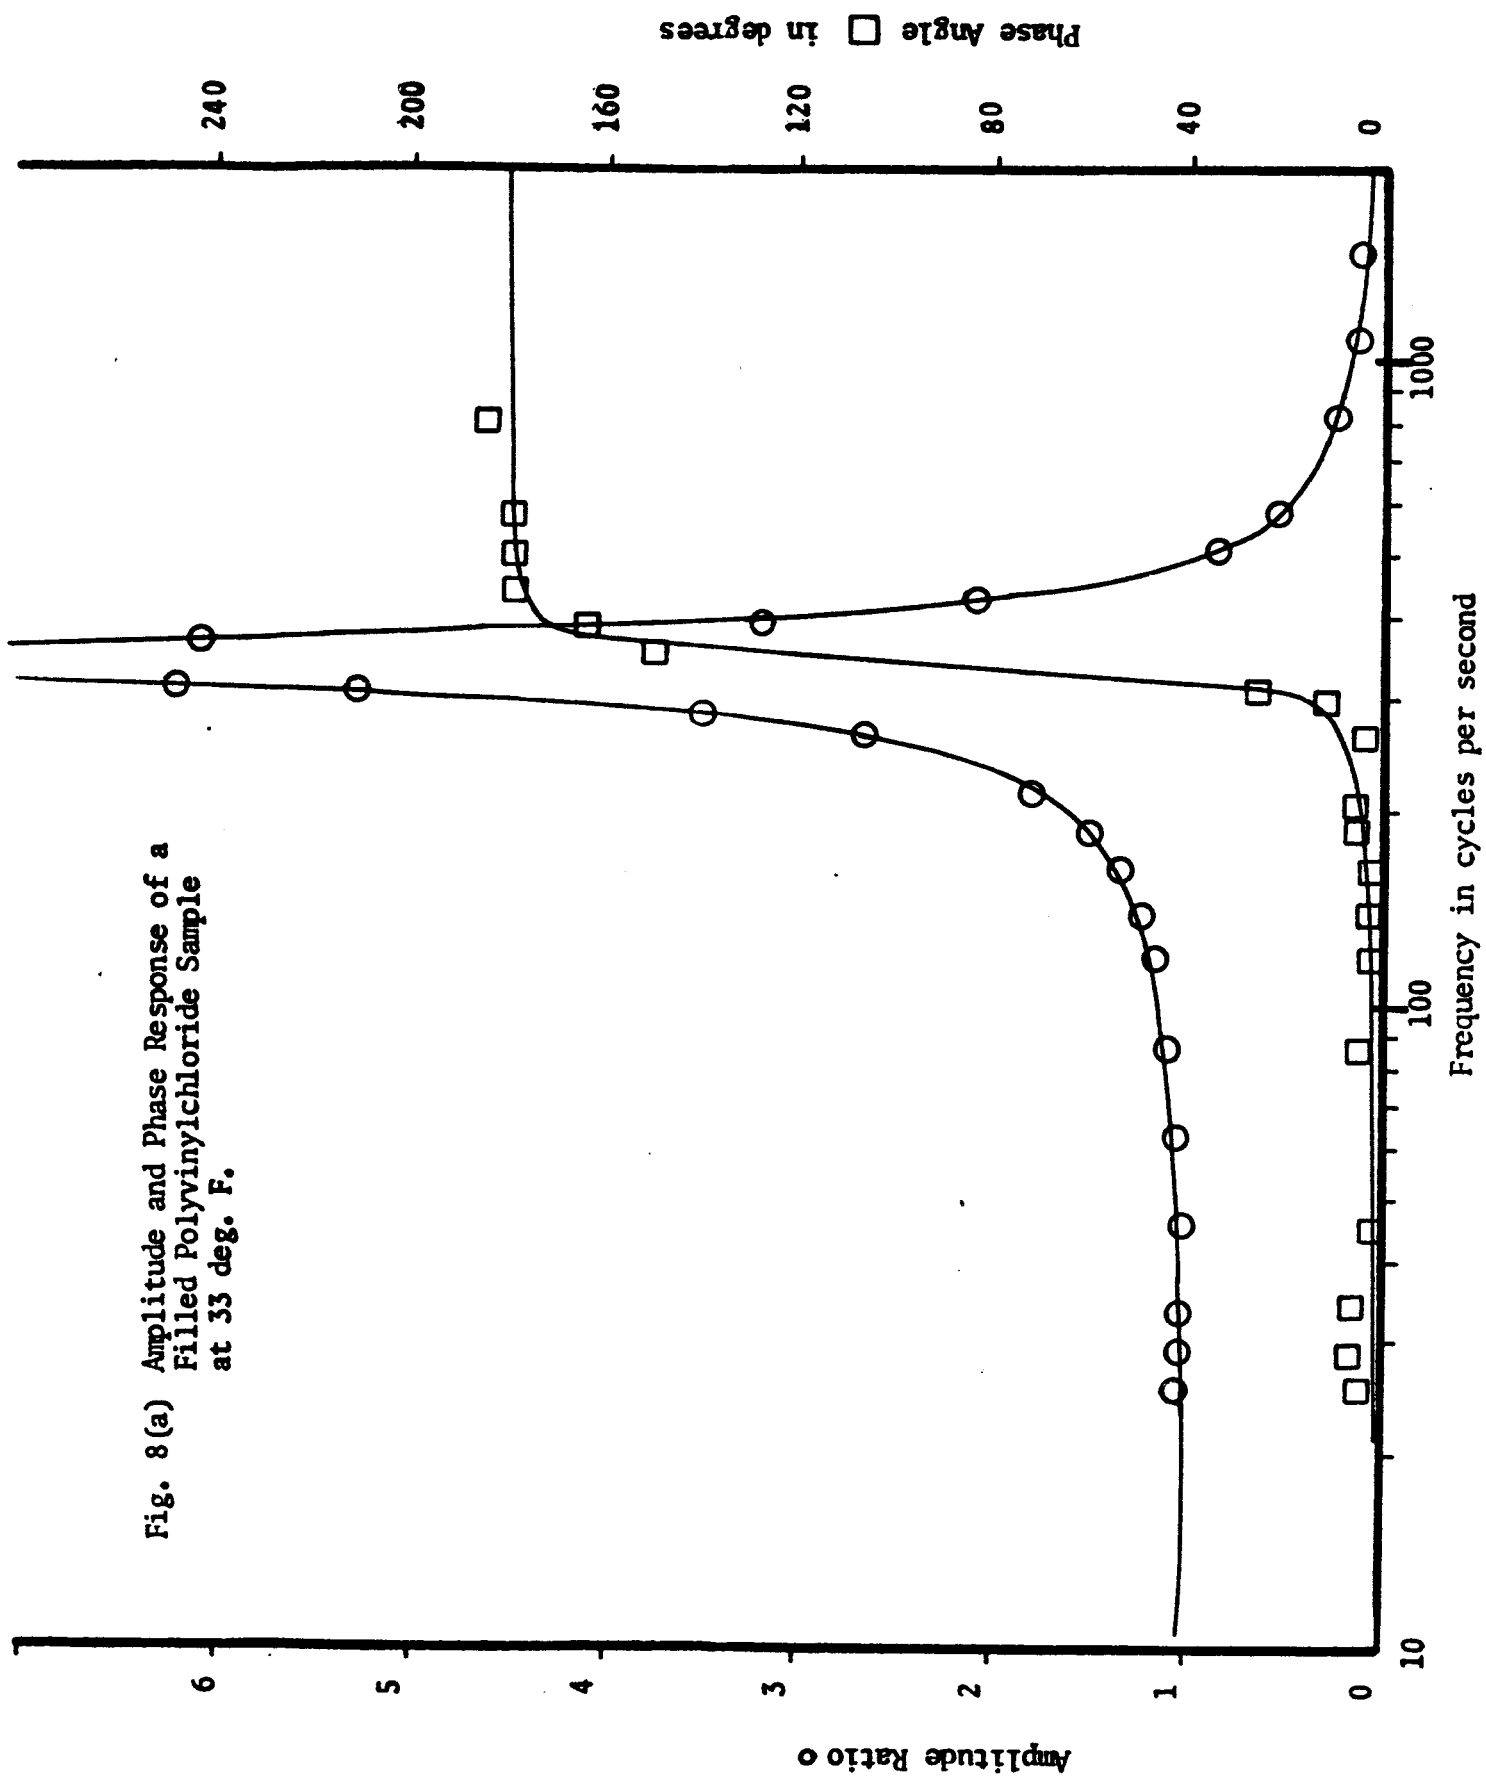 Fig. 8(a) Amplitude and Phase Response of a
Filled Polyvinylchloride Sample
at 33 deg. F.
Amplitude Ratio o
6
5
4
3
2
1
0
10
100
1000
Frequency in cycles per second
240
200
160
120
80
40
0
Phase Angle □ in degrees